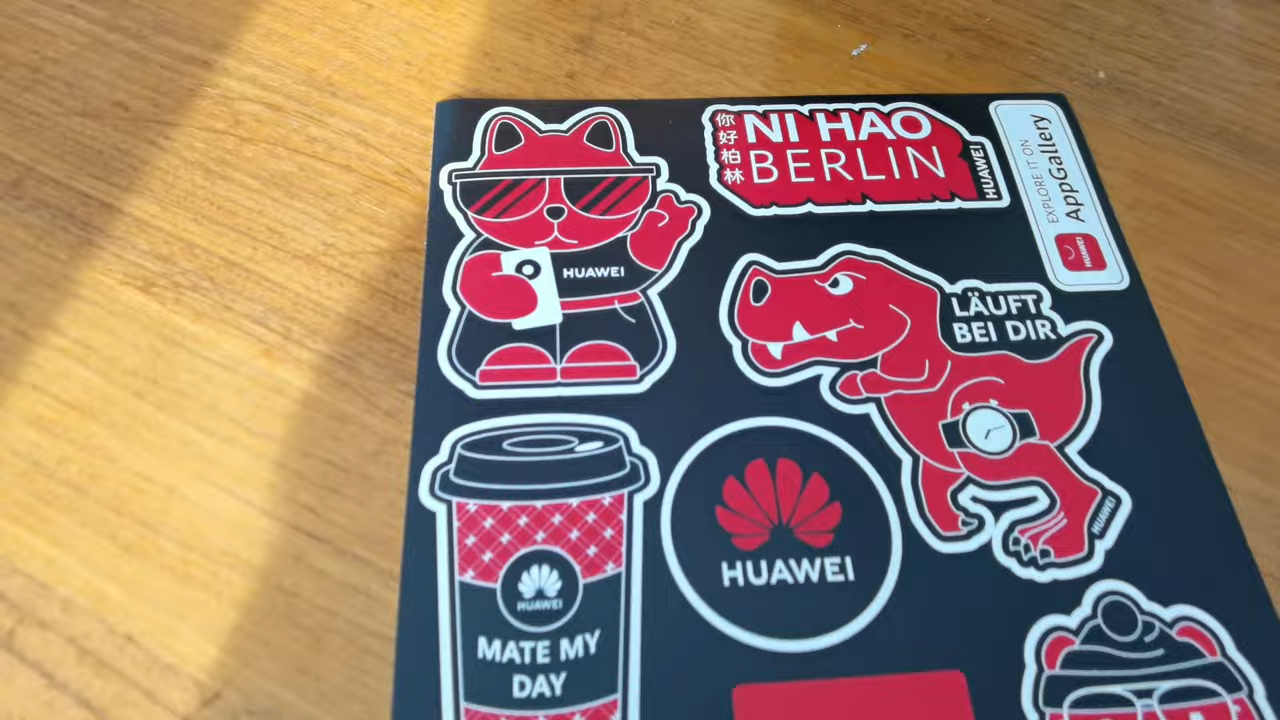 你好柏林
NI HAO
BERLIN
HUAWEI
EXPLORE IT ON
AppGallery
HUAWEI
HUAWEI
LÄUFT
BEI DIR
HUAWEI
HUAWEI
HUAWEI
MATE MY
DAY